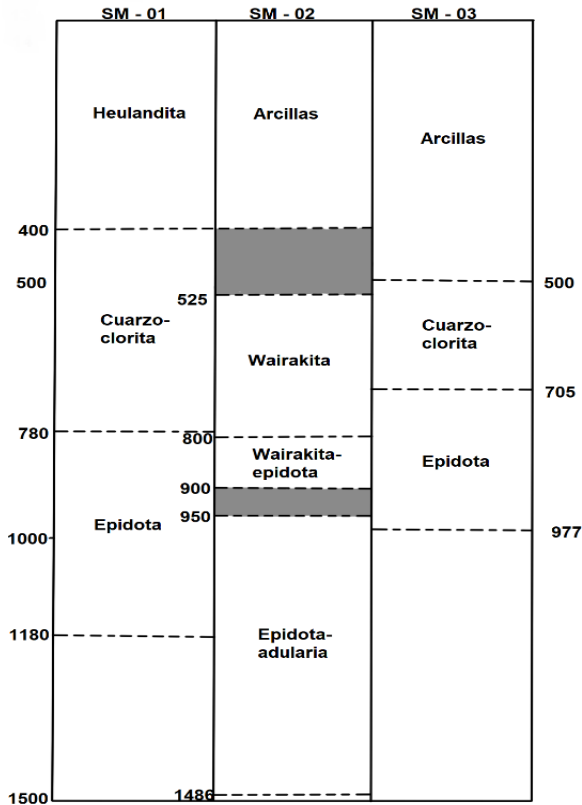 SM - 01
SM - 02
SM - 03
Heulandita
Arcillas
Arcillas
400
500
525
500
Cuarzo-
clorita
Cuarzo-
clorita
Wairakita
705
780
800
Wairakita-
epidota
Epidota
900
950
Epidota
1000
977
1180
Epidota-
adularia
1486
1500